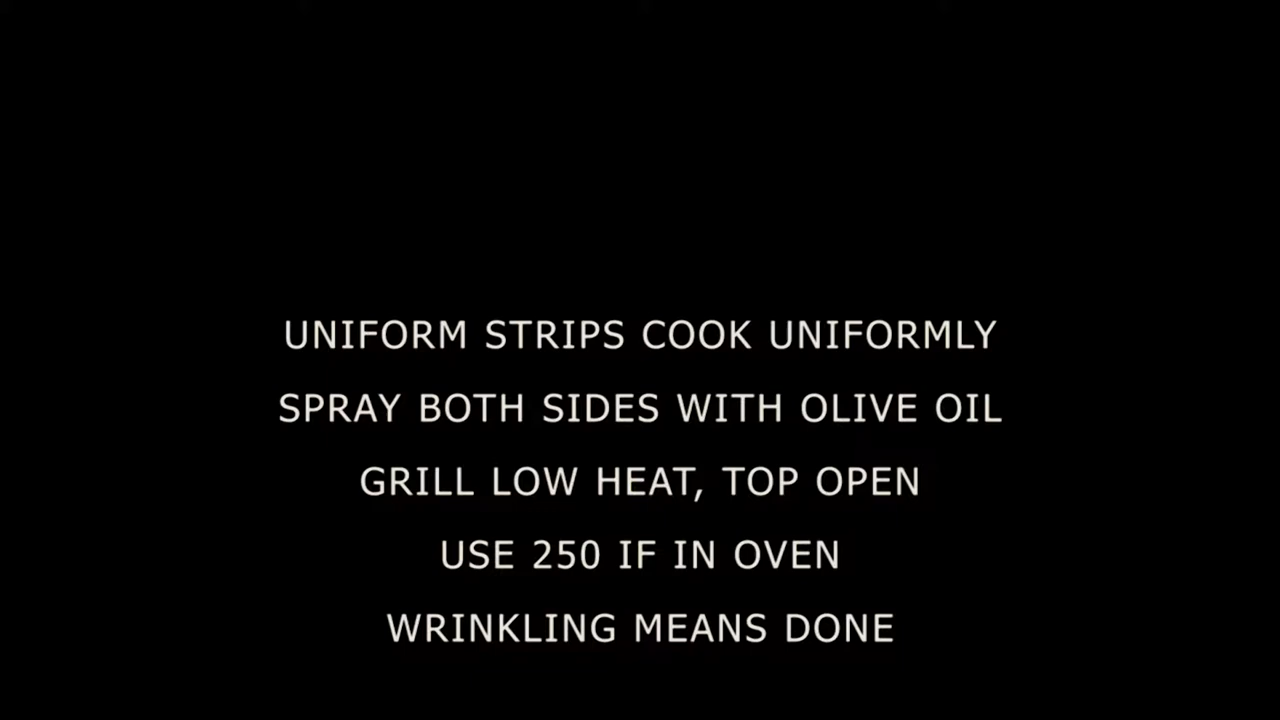 UNIFORM STRIPS COOK UNIFORMLY
SPRAY BOTH SIDES WITH OLIVE OIL
GRILL LOW HEAT, TOP OPEN
USE 250 IF IN OVEN
WRINKLING MEANS DONE